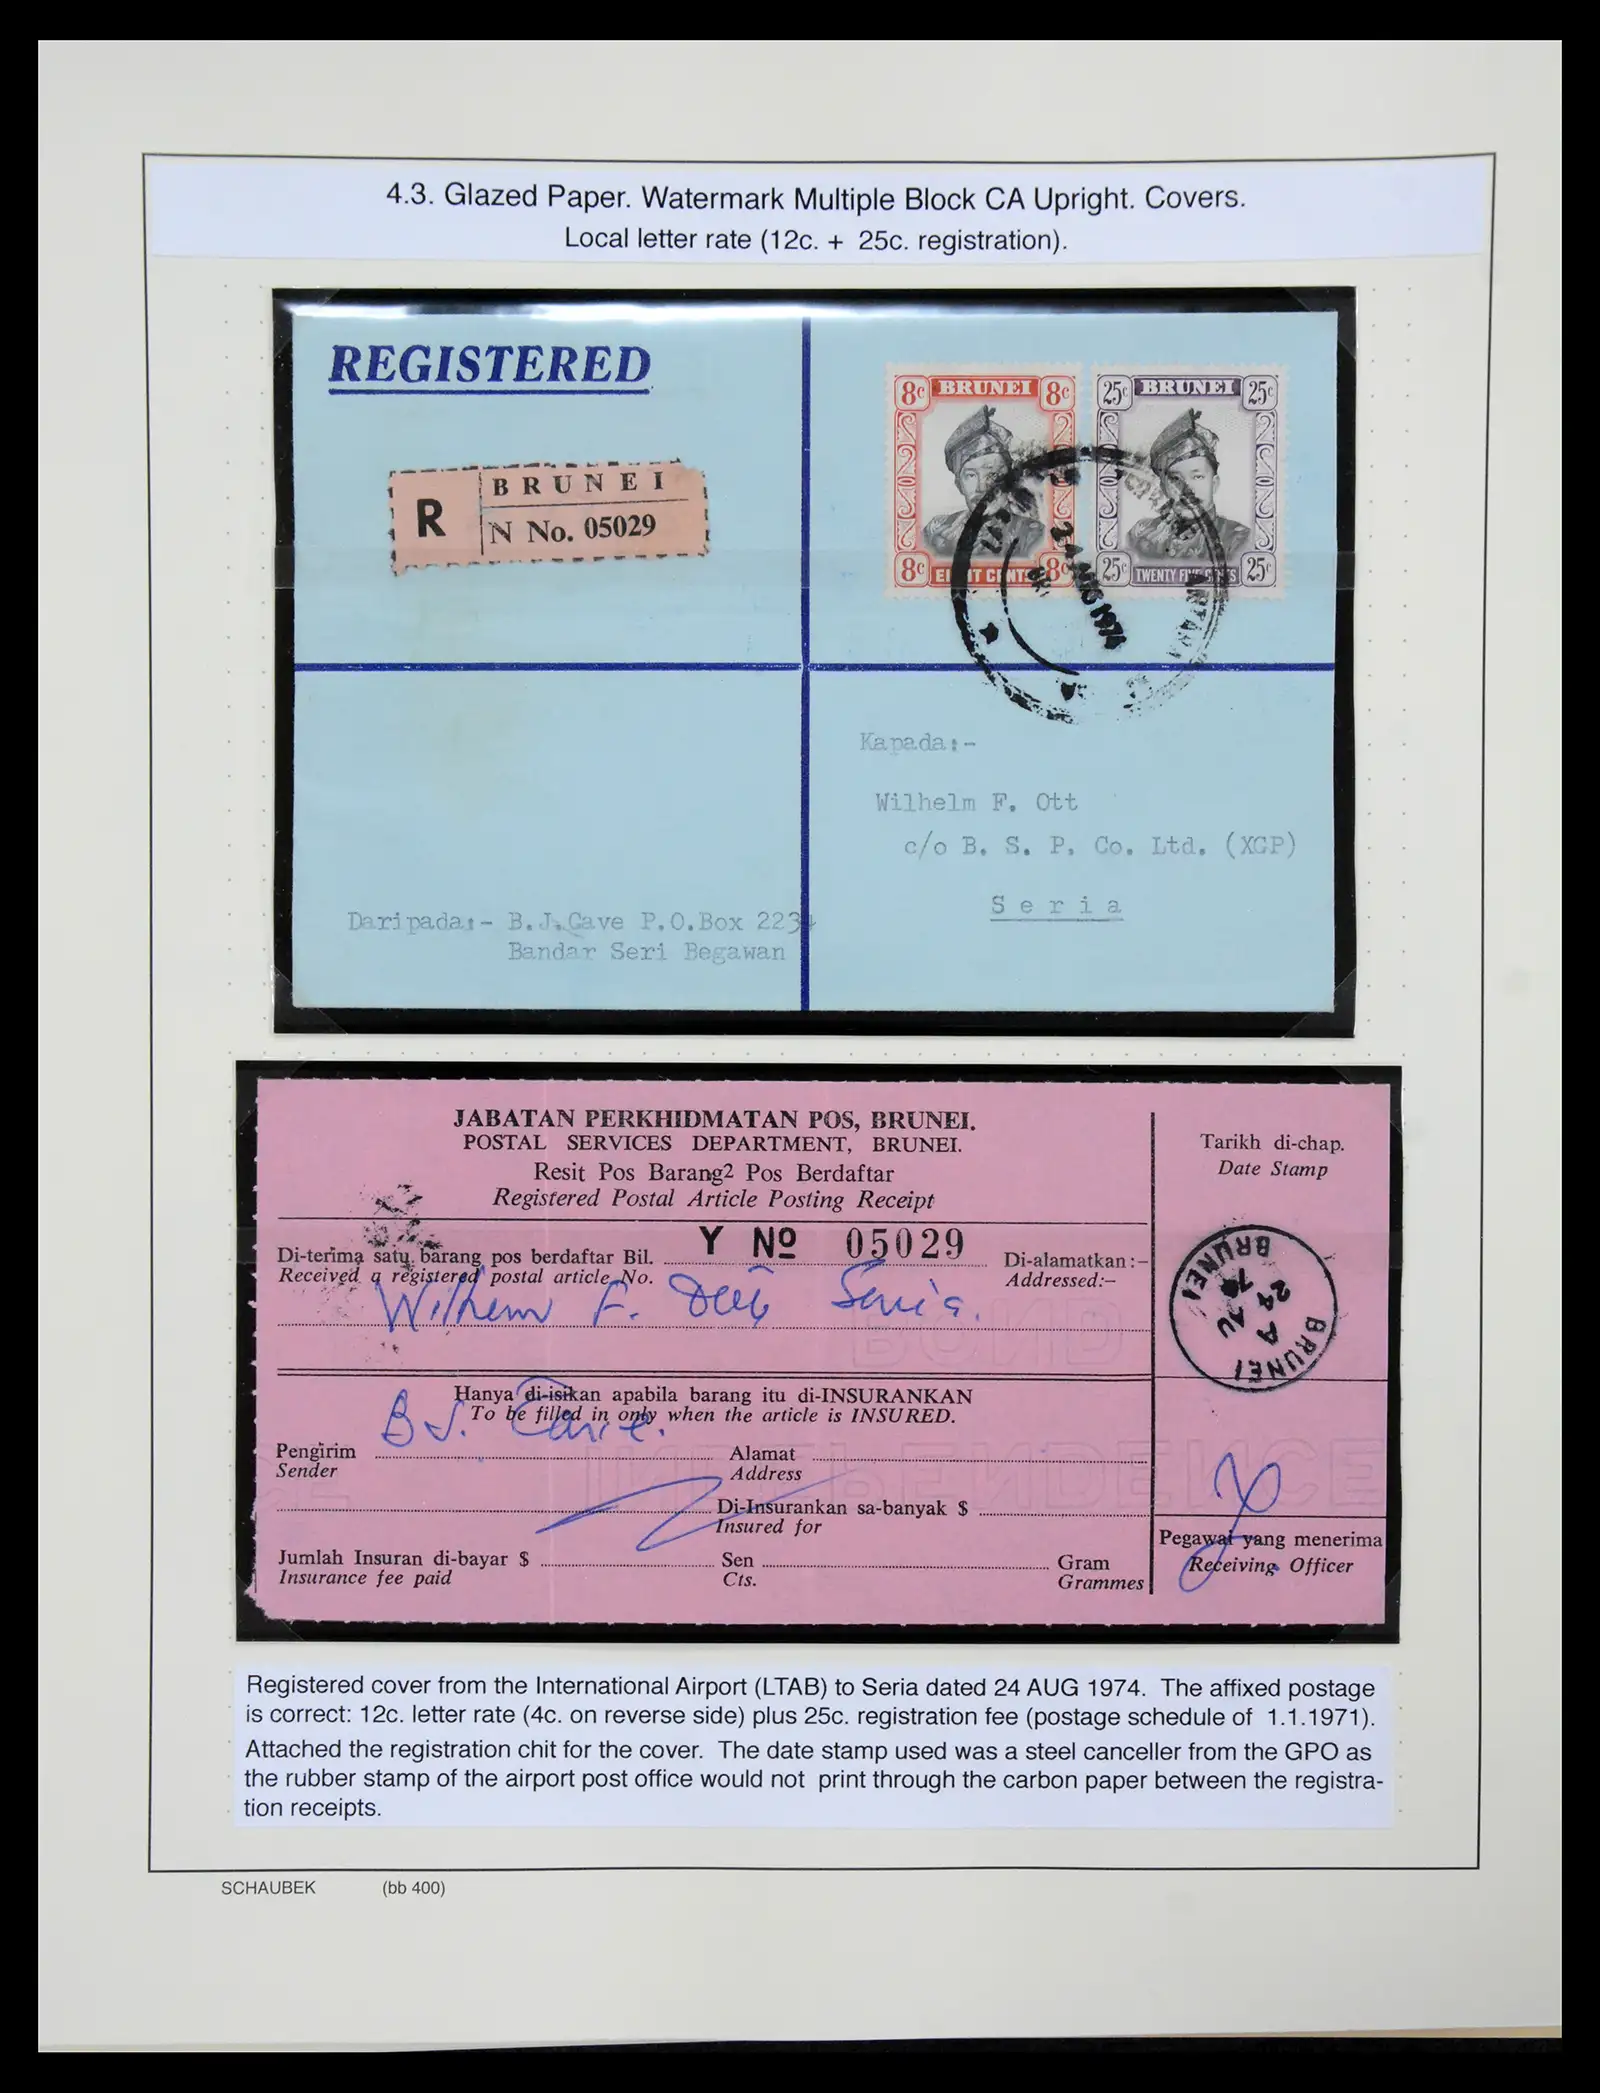 4.3. Glazed Paper. Watermark Multiple Block CA Upright. Covers.
Local letter rate (12c. + 25c. registration).
REGISTERED
R
BRUNEI
N No. 05029
8c BRUNEI 8c
8c EIGHT CENTS 8c
25c BRUNEI 25c
25c TWENTY FIVE CENTS 25c
24 AUG 1974
Kapada:-
Wilhelm F. Ott
c/o B. S. P. Co. Ltd. (XGP)
Seria
Daripada:- B.J.Cave P.O.Box 2234
Bandar Seri Begawan
JABATAN PERKHIDMATAN POS, BRUNEI.
POSTAL SERVICES DEPARTMENT, BRUNEI.
Resit Pos Barang2 Pos Berdaftar
Registered Postal Article Posting Receipt
Tarikh di-chap.
Date Stamp
Di-terima satu barang pos berdaftar Bil. Y No 05029 Di-alamatkan:-
Received a registered postal article No. Addressed:-
Wilhem F. Ott Seria.
BRUNEI
A
24 AU
74
BRUNEI
BOND
Hanya di-isikan apabila barang itu di-INSURANKAN
To be filled in only when the article is INSURED.
B J. Cave.
INDEPENDENCE
Pengirim Alamat
Sender Address
Di-Insurankan sa-banyak $
Insured for
Jumlah Insuran di-bayar $ Sen Gram
Insurance fee paid Cts. Grammes
Pegawai yang menerima
Receiving Officer
Registered cover from the International Airport (LTAB) to Seria dated 24 AUG 1974. The affixed postage
is correct: 12c. letter rate (4c. on reverse side) plus 25c. registration fee (postage schedule of 1.1.1971).
Attached the registration chit for the cover. The date stamp used was a steel canceller from the GPO as
the rubber stamp of the airport post office would not print through the carbon paper between the registra-
tion receipts.
SCHAUBEK (bb 400)